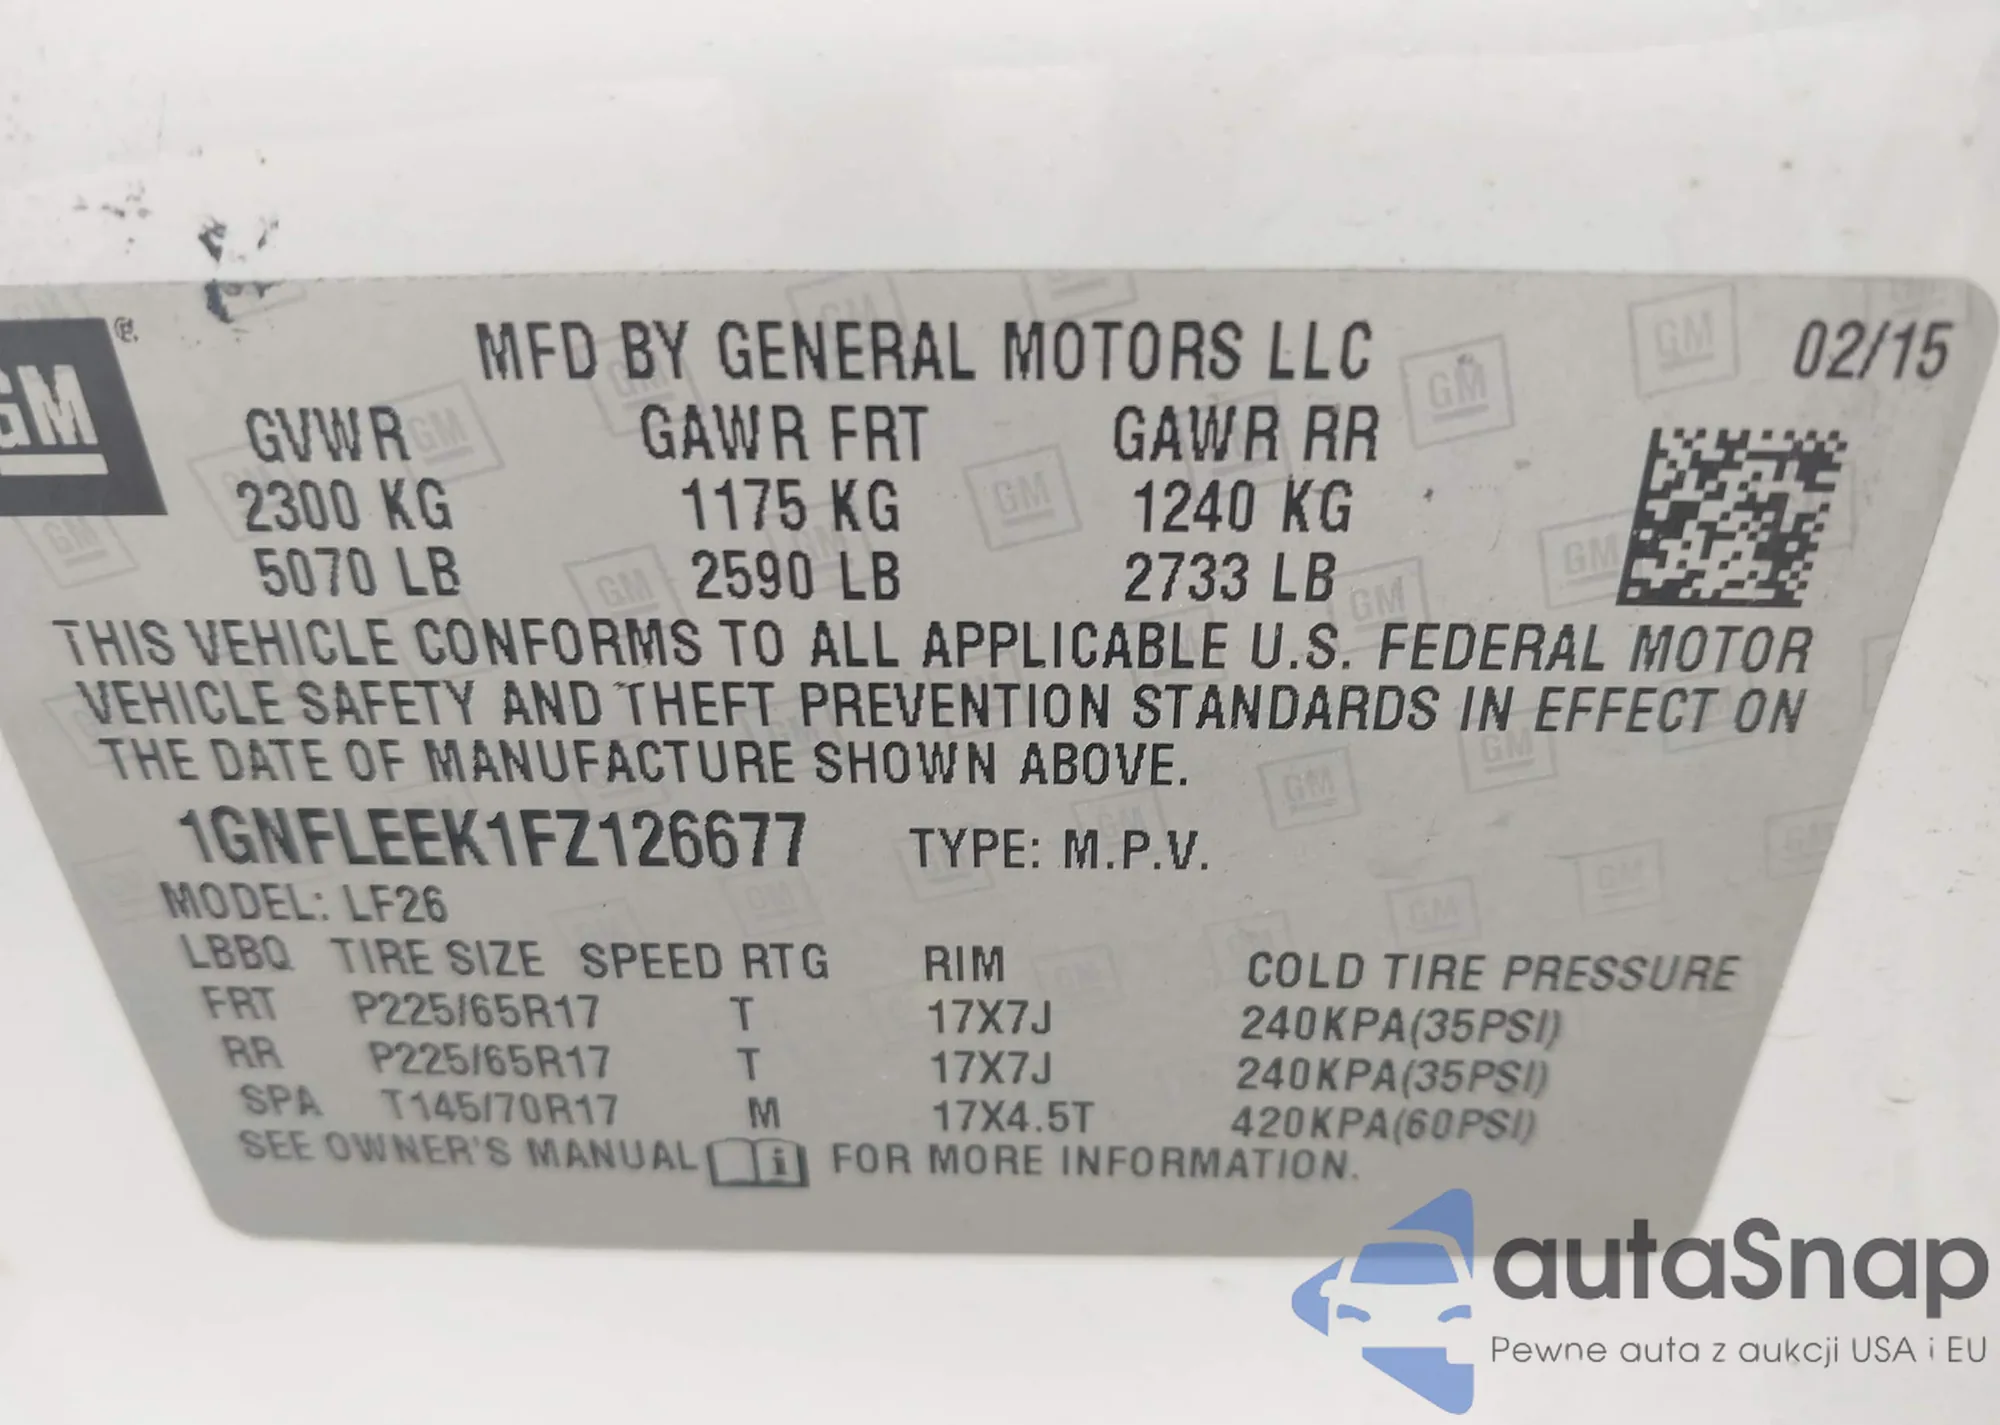 GM ®
MFD BY GENERAL MOTORS LLC 02/15
GVWR GAWR FRT GAWR RR
2300 KG 1175 KG 1240 KG
5070 LB 2590 LB 2733 LB
THIS VEHICLE CONFORMS TO ALL APPLICABLE U.S. FEDERAL MOTOR
VEHICLE SAFETY AND THEFT PREVENTION STANDARDS IN EFFECT ON
THE DATE OF MANUFACTURE SHOWN ABOVE.
1GNFLEEK1FZ126677 TYPE: M.P.V.
MODEL: LF26
LBBQ TIRE SIZE SPEED RTG RIM COLD TIRE PRESSURE
FRT P225/65R17 T 17X7J 240KPA(35PSI)
RR P225/65R17 T 17X7J 240KPA(35PSI)
SPA T145/70R17 M 17X4.5T 420KPA(60PSI)
SEE OWNER'S MANUAL i FOR MORE INFORMATION.
autaSnap
Pewne auta z aukcji USA i EU